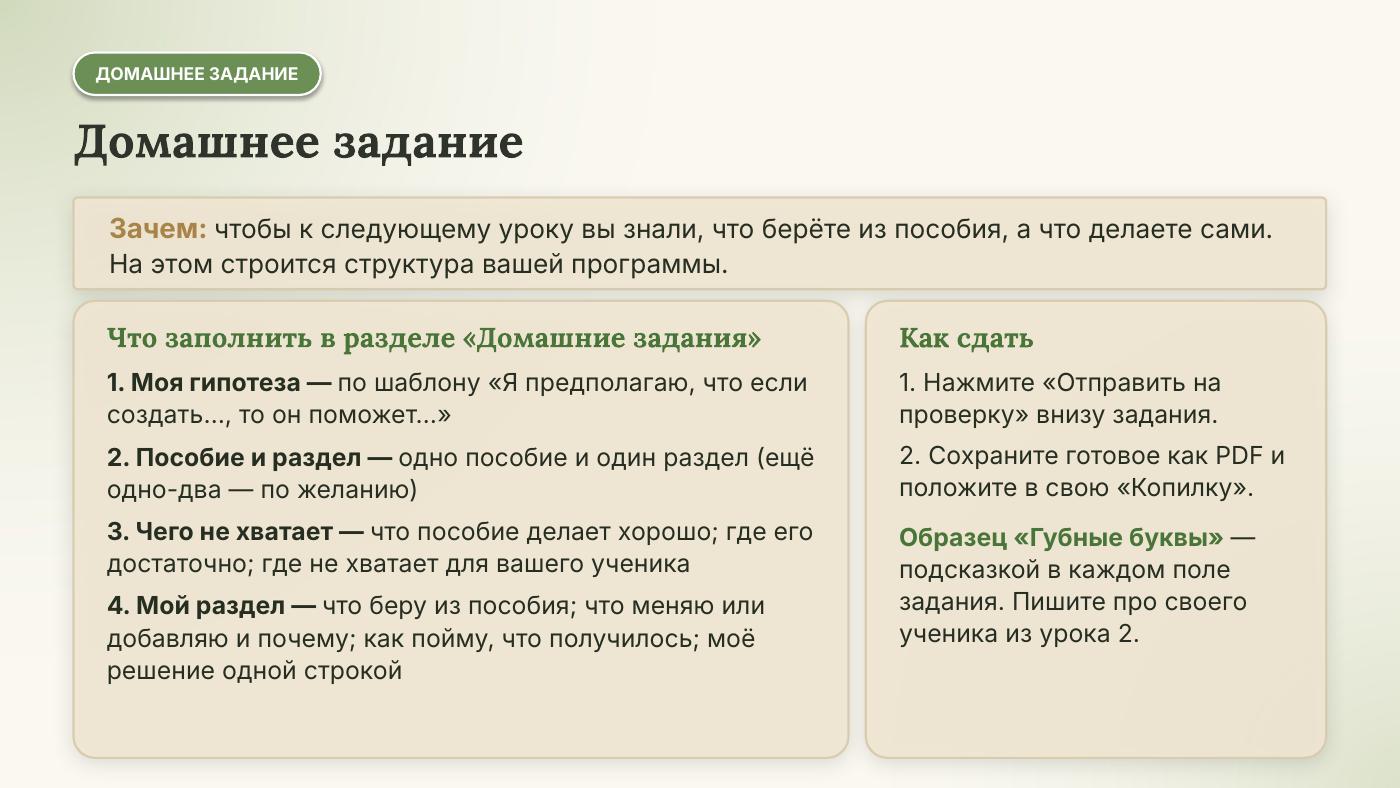 ДОМАШНЕЕ ЗАДАНИЕ
Домашнее задание
Зачем: чтобы к следующему уроку вы знали, что берёте из пособия, а что делаете сами.
На этом строится структура вашей программы.
Что заполнить в разделе «Домашние задания»
1. Моя гипотеза — по шаблону «Я предполагаю, что если
создать…, то он поможет…»
2. Пособие и раздел — одно пособие и один раздел (ещё
одно-два — по желанию)
3. Чего не хватает — что пособие делает хорошо; где его
достаточно; где не хватает для вашего ученика
4. Мой раздел — что беру из пособия; что меняю или
добавляю и почему; как пойму, что получилось; моё
решение одной строкой
Как сдать
1. Нажмите «Отправить на
проверку» внизу задания.
2. Сохраните готовое как PDF и
положите в свою «Копилку».
Образец «Губные буквы» —
подсказкой в каждом поле
задания. Пишите про своего
ученика из урока 2.